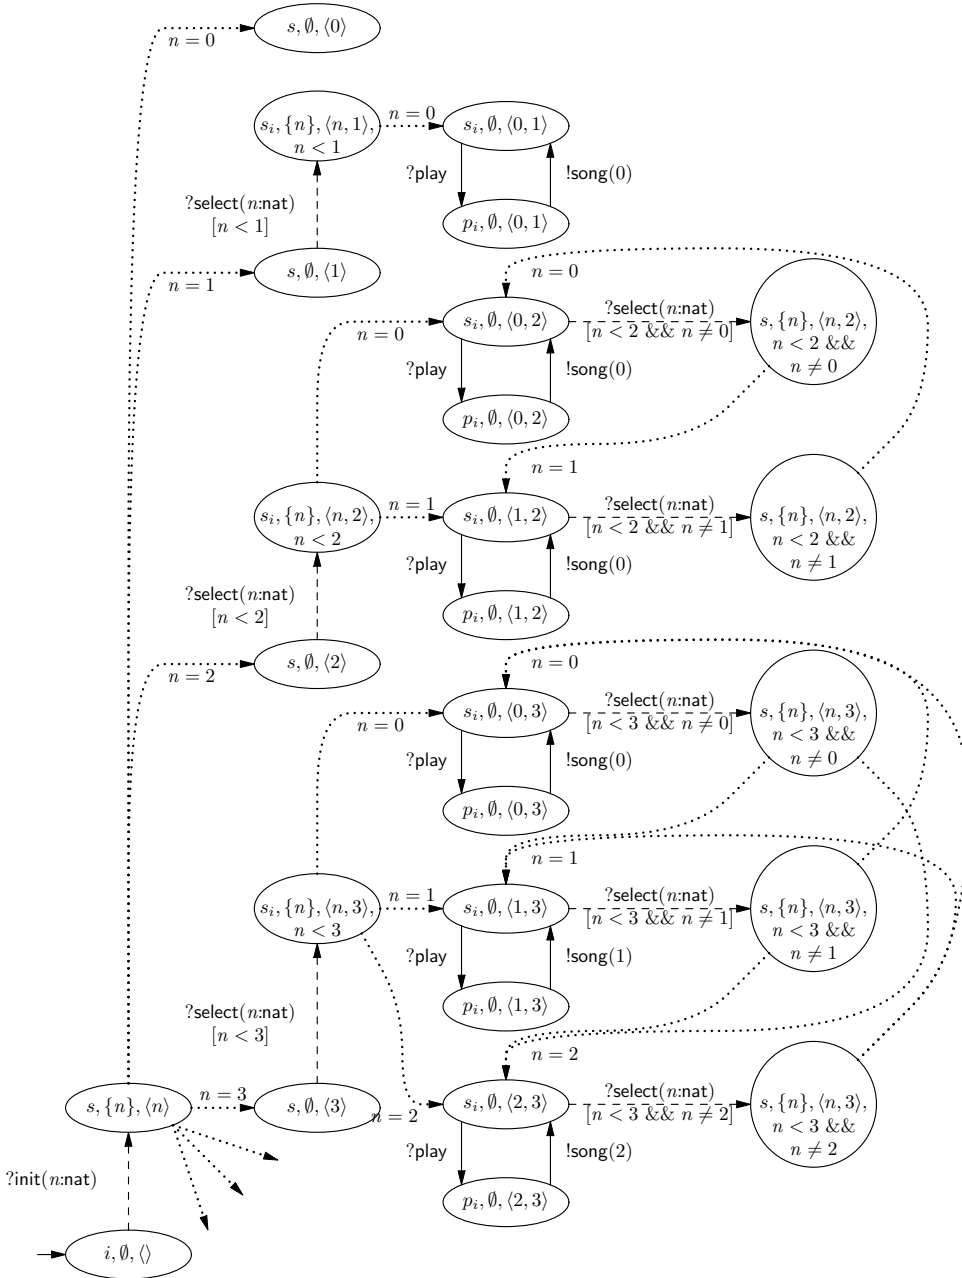 s, ∅, ⟨0⟩
n = 0
n = 0
s_i, {n}, ⟨n, 1⟩,
n < 1
s_i, ∅, ⟨0, 1⟩
?play
!song(0)
?select(n:nat)
[n < 1]
p_i, ∅, ⟨0, 1⟩
s, ∅, ⟨1⟩
n = 1
n = 0
n = 0
s_i, ∅, ⟨0, 2⟩
?select(n:nat)
[n < 2 && n ≠ 0]
s, {n}, ⟨n, 2⟩,
n < 2 &&
n ≠ 0
?play
!song(0)
p_i, ∅, ⟨0, 2⟩
n = 1
s_i, {n}, ⟨n, 2⟩,
n < 2
n = 1
s_i, ∅, ⟨1, 2⟩
?select(n:nat)
[n < 2 && n ≠ 1]
s, {n}, ⟨n, 2⟩,
n < 2 &&
n ≠ 1
?play
!song(0)
?select(n:nat)
[n < 2]
p_i, ∅, ⟨1, 2⟩
s, ∅, ⟨2⟩
n = 2
n = 0
n = 0
s_i, ∅, ⟨0, 3⟩
?select(n:nat)
[n < 3 && n ≠ 0]
s, {n}, ⟨n, 3⟩,
n < 3 &&
n ≠ 0
?play
!song(0)
p_i, ∅, ⟨0, 3⟩
n = 1
s_i, {n}, ⟨n, 3⟩,
n < 3
n = 1
s_i, ∅, ⟨1, 3⟩
?select(n:nat)
[n < 3 && n ≠ 1]
s, {n}, ⟨n, 3⟩,
n < 3 &&
n ≠ 1
?play
!song(1)
?select(n:nat)
[n < 3]
p_i, ∅, ⟨1, 3⟩
n = 2
s, {n}, ⟨n⟩
n = 3
s, ∅, ⟨3⟩
n = 2
s_i, ∅, ⟨2, 3⟩
?select(n:nat)
[n < 3 && n ≠ 2]
s, {n}, ⟨n, 3⟩,
n < 3 &&
n ≠ 2
?play
!song(2)
?init(n:nat)
p_i, ∅, ⟨2, 3⟩
i, ∅, ⟨⟩